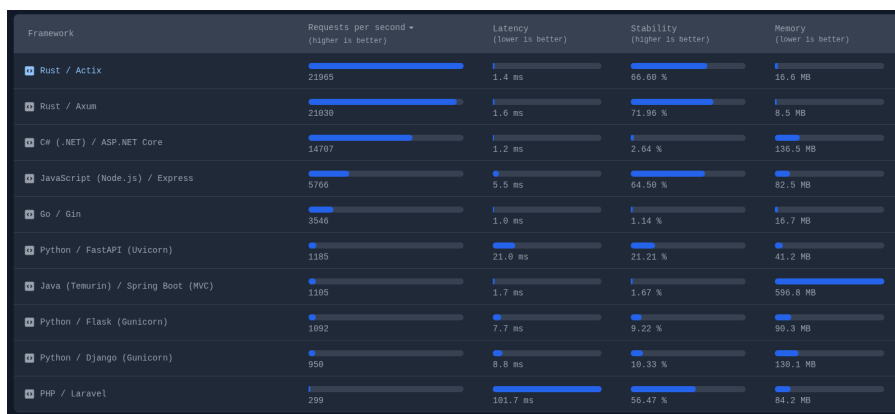 Framework Requests per second Latency Stability Memory
(higher is better) (lower is better) (higher is better) (lower is better)
Rust / Actix 21965 1.4 ms 66.60 % 16.6 MB
Rust / Axum 21030 1.6 ms 71.96 % 8.5 MB
C# (.NET) / ASP.NET Core 14707 1.2 ms 2.64 % 136.5 MB
JavaScript (Node.js) / Express 5766 5.5 ms 64.50 % 82.5 MB
Go / Gin 3546 1.0 ms 1.14 % 16.7 MB
Python / FastAPI (Uvicorn) 1185 21.0 ms 21.21 % 41.2 MB
Java (Temurin) / Spring Boot (MVC) 1105 1.7 ms 1.67 % 596.8 MB
Python / Flask (Gunicorn) 1092 7.7 ms 9.22 % 90.3 MB
Python / Django (Gunicorn) 950 8.8 ms 10.33 % 130.1 MB
PHP / Laravel 299 101.7 ms 56.47 % 84.2 MB